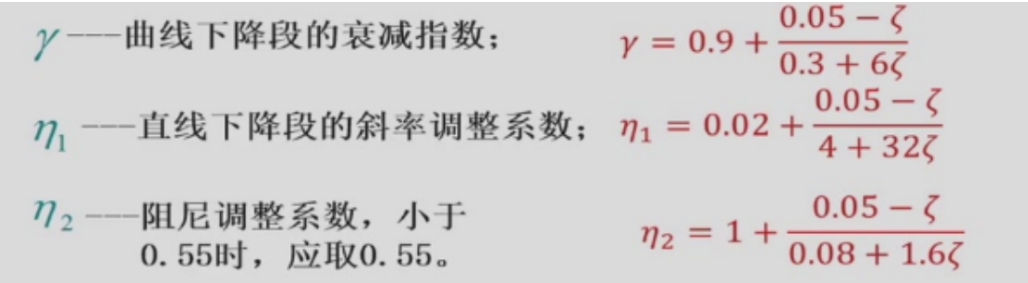 γ---曲线下降段的衰减指数； γ = 0.9 + (0.05 − ζ)/(0.3 + 6ζ)
η₁ ---直线下降段的斜率调整系数； η₁ = 0.02 + (0.05 − ζ)/(4 + 32ζ)
η₂ ---阻尼调整系数，小于
0.55时，应取0.55。 η₂ = 1 + (0.05 − ζ)/(0.08 + 1.6ζ)